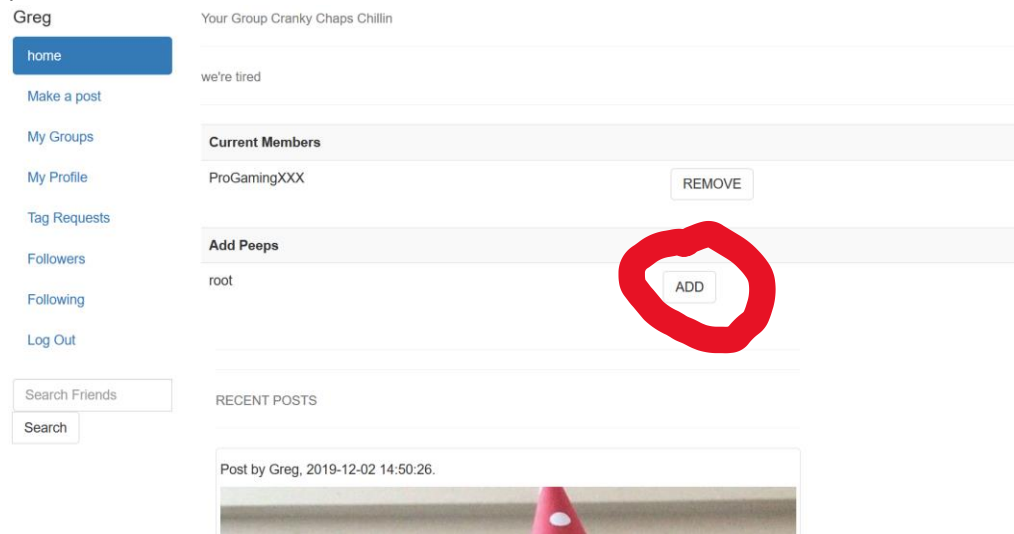 Greg
home
Make a post
My Groups
My Profile
Tag Requests
Followers
Following
Log Out
Search Friends
Search
Your Group Cranky Chaps Chillin
we're tired
Current Members
ProGamingXXX
REMOVE
Add Peeps
root
ADD
RECENT POSTS
Post by Greg, 2019-12-02 14:50:26.